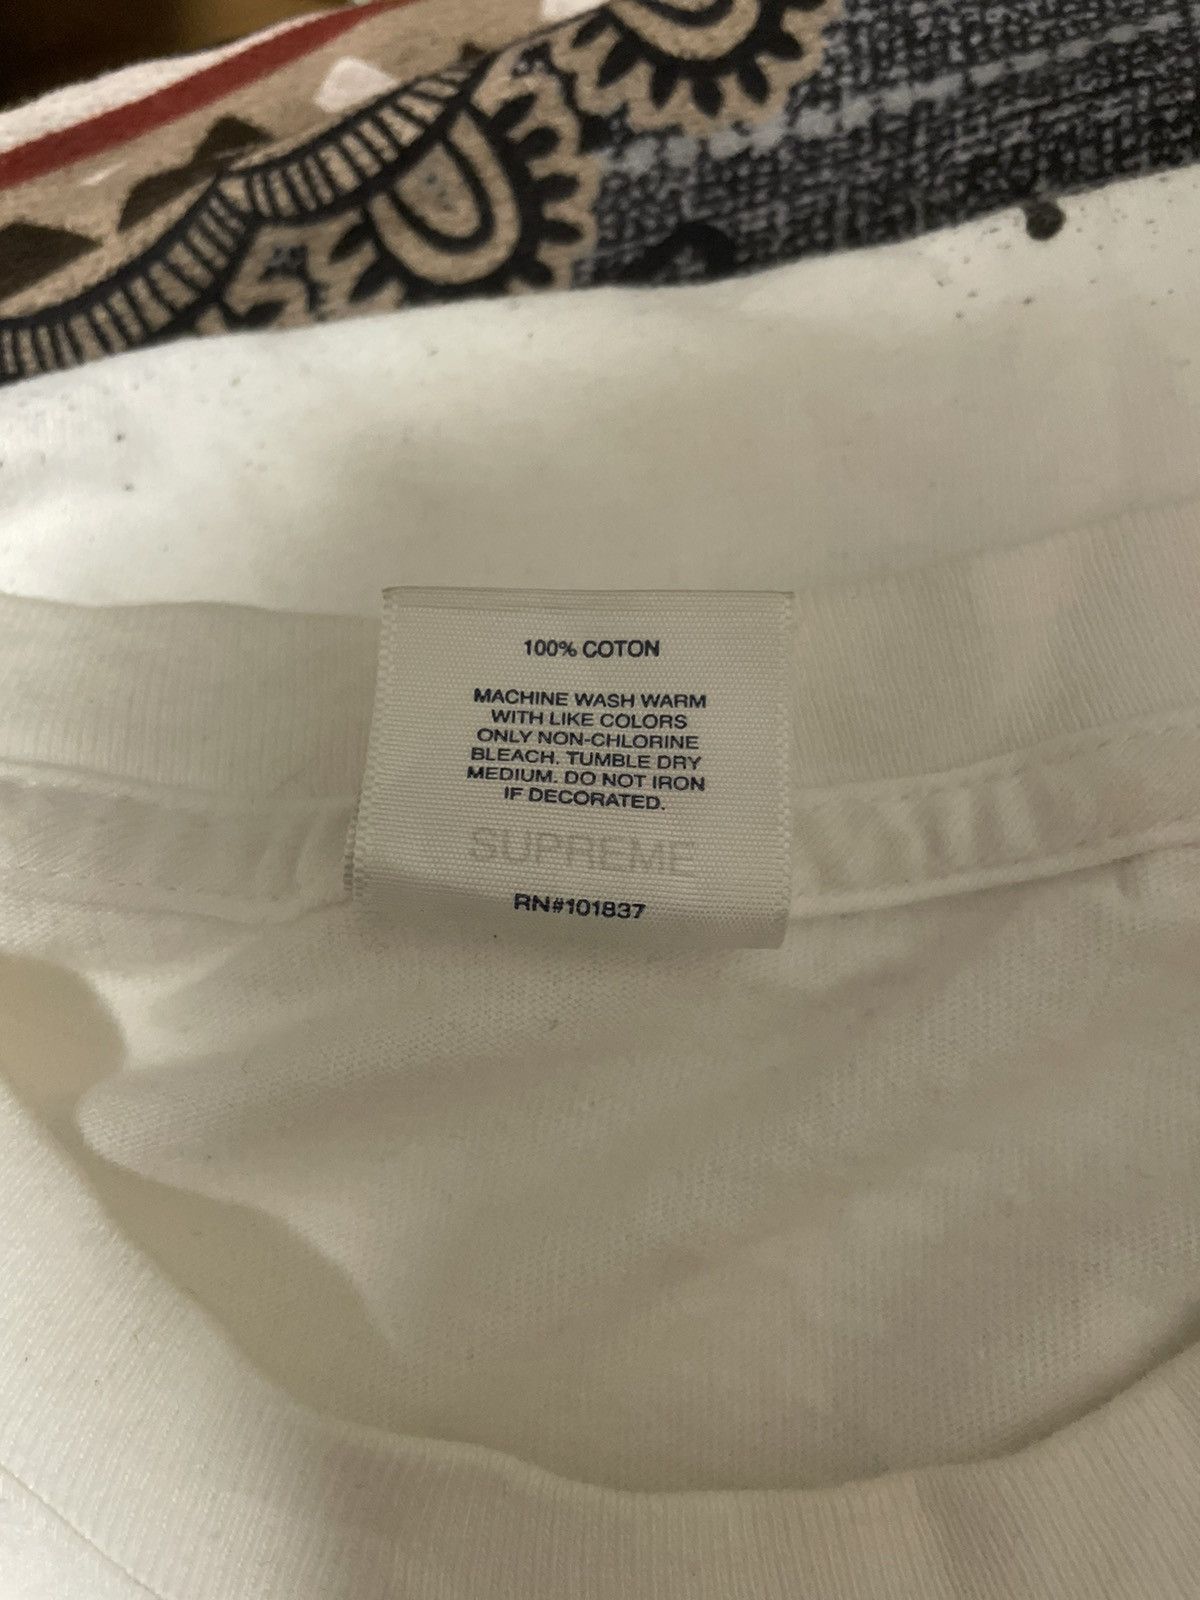 100% COTON
MACHINE WASH WARM
WITH LIKE COLORS
ONLY NON-CHLORINE
BLEACH. TUMBLE DRY
MEDIUM. DO NOT IRON
IF DECORATED.
SUPREME
RN#101837